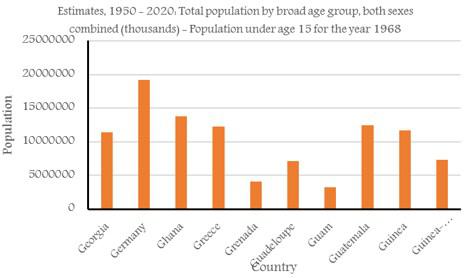 Estimates, 1950 - 2020: Total population by broad age group, both sexes
combined (thousands) - Population under age 15 for the year 1968
25000000
20000000
15000000
10000000
5000000
0
Population
Georgia
Germany
Ghana
Greece
Grenada
Guadeloupe
Guam
Guatemala
Guinea
Guinea-…
Country